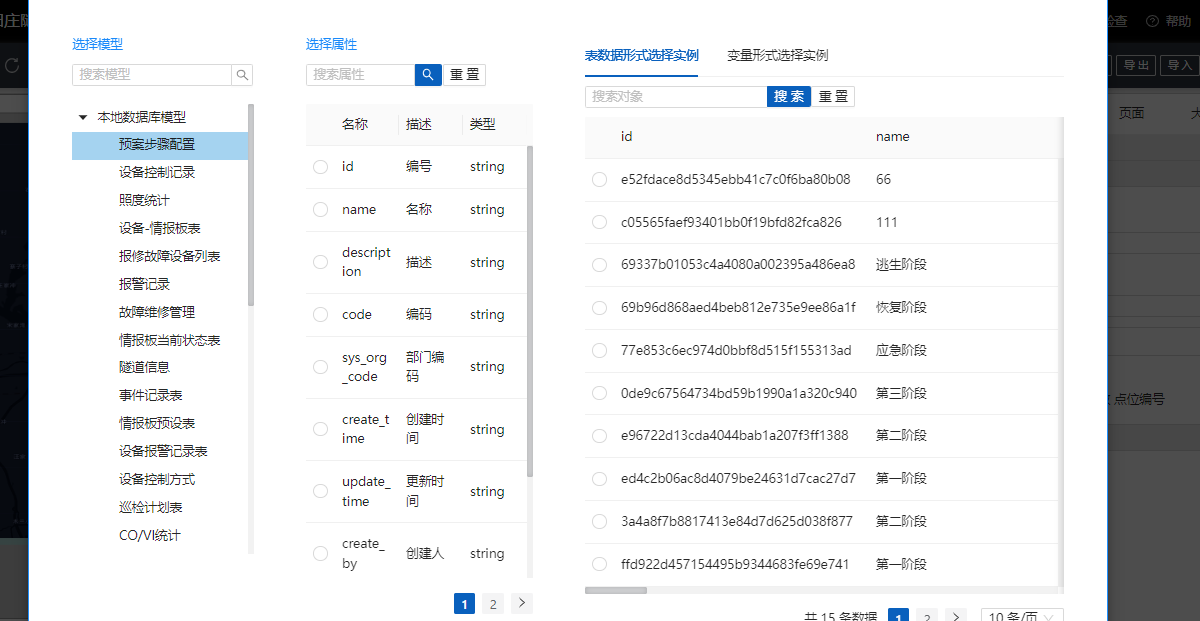 检查
帮助
导出
导入
页面
点位编号
选择模型
搜索模型
本地数据库模型
预案步骤配置
设备控制记录
照度统计
设备-情报板表
报修故障设备列表
报警记录
故障维修管理
情报板当前状态表
隧道信息
事件记录表
情报板预设表
设备报警记录表
设备控制方式
巡检计划表
CO/VI统计
选择属性
搜索属性
重置
名称 描述 类型
id 编号 string
name 名称 string
descript
ion 描述 string
code 编码 string
sys_org
_code 部门编
码 string
create_t
ime 创建时
间 string
update_
time 更新时
间 string
create_
by 创建人 string
1 2
表数据形式选择实例 变量形式选择实例
搜索对象 搜索 重置
id name
e52fdace8d5345ebb41c7c0f6ba80b08 66
c05565faef93401bb0f19bfd82fca826 111
69337b01053c4a4080a002395a486ea8 逃生阶段
69b96d868aed4beb812e735e9ee86a1f 恢复阶段
77e853c6ec974d0bbf8d515f155313ad 应急阶段
0de9c67564734bd59b1990a1a320c940 第三阶段
e96722d13cda4044bab1a207f3ff1388 第二阶段
ed4c2b06ac8d4079be24631d7cac27d7 第一阶段
3a4a8f7b8817413e84d7d625d038f877 第二阶段
ffd922d457154495b9344683fe69e741 第一阶段
共 15 条数据 1 2 10 条/页